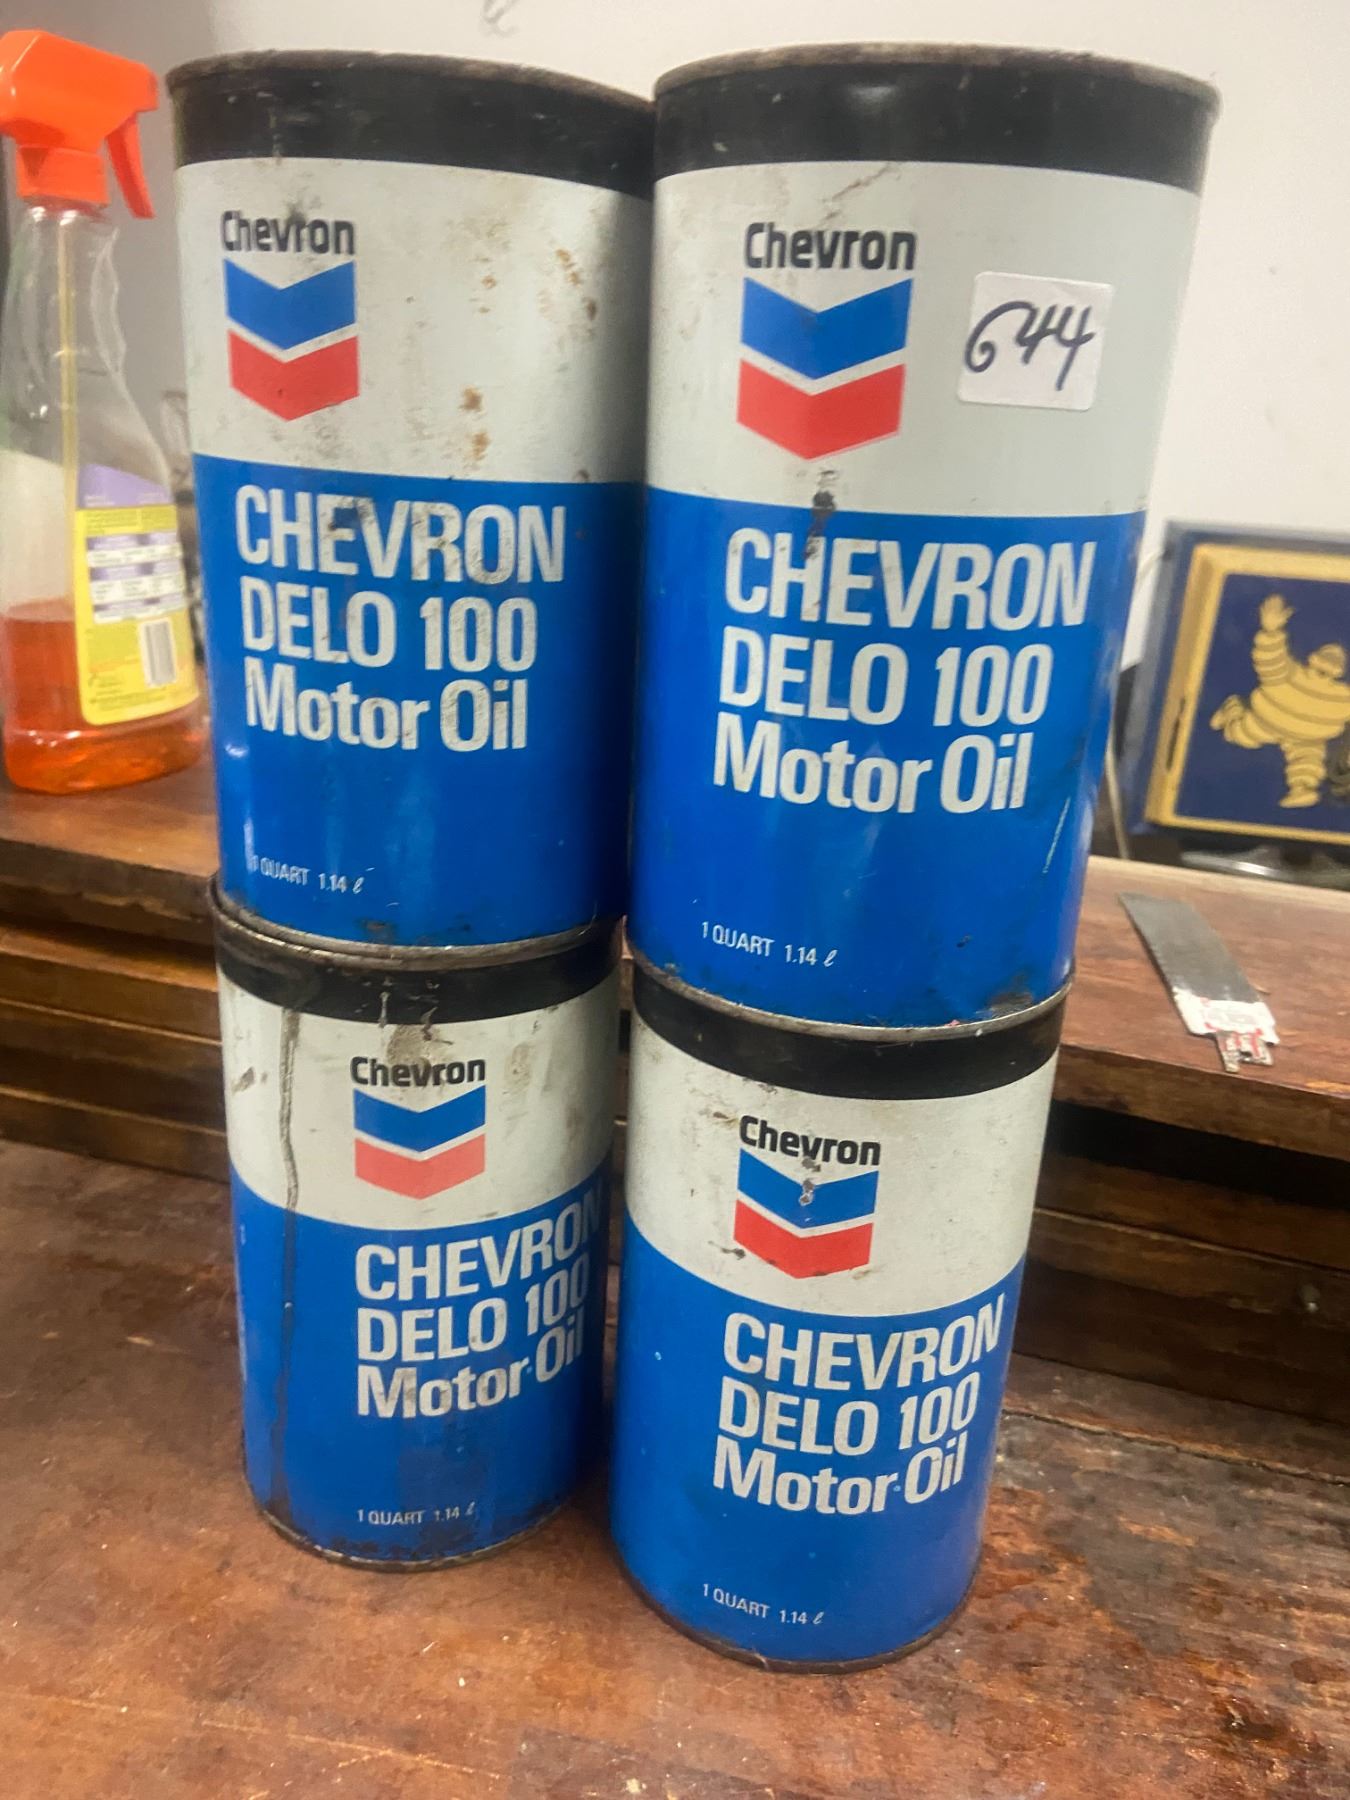 Chevron
CHEVRON
DELO 100
Motor Oil
1 QUART 1.14 ℓ
Chevron
644
CHEVRON
DELO 100
Motor Oil
1 QUART 1.14 ℓ
Chevron
CHEVRON
DELO 100
Motor Oil
1 QUART 1.14 ℓ
Chevron
CHEVRON
DELO 100
Motor Oil
1 QUART 1.14 ℓ